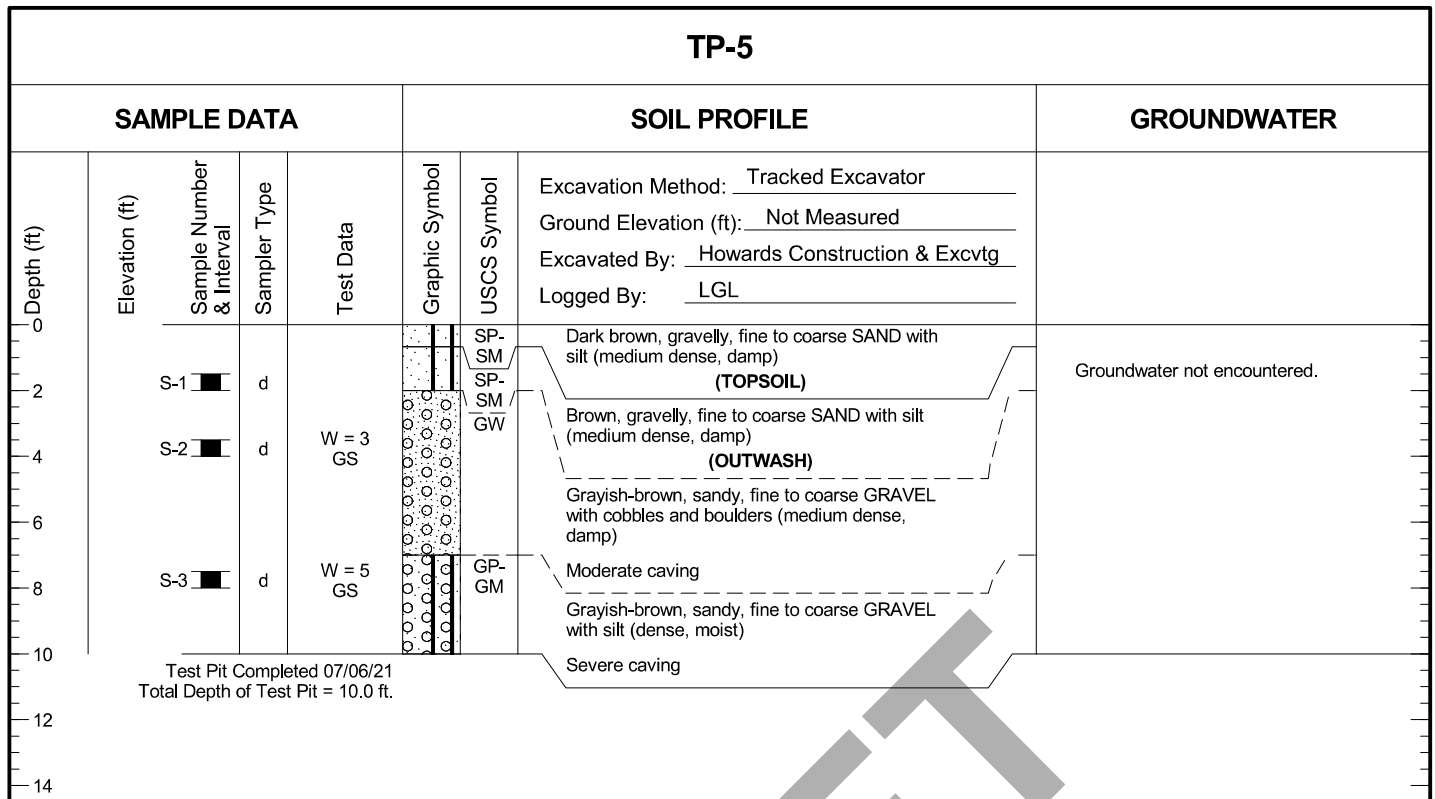 TP-5
SAMPLE DATA
SOIL PROFILE
GROUNDWATER
Depth (ft)
Elevation (ft)
Sample Number
& Interval
Sampler Type
Test Data
Graphic Symbol
USCS Symbol
Excavation Method: Tracked Excavator
Ground Elevation (ft): Not Measured
Excavated By: Howards Construction & Excvtg
Logged By: LGL
0
2
4
6
8
10
12
14
S-1
d
S-2
d
W = 3
GS
S-3
d
W = 5
GS
SP-
SM
SP-
SM
GW
GP-
GM
Dark brown, gravelly, fine to coarse SAND with
silt (medium dense, damp)
(TOPSOIL)
Brown, gravelly, fine to coarse SAND with silt
(medium dense, damp)
(OUTWASH)
Grayish-brown, sandy, fine to coarse GRAVEL
with cobbles and boulders (medium dense,
damp)
Moderate caving
Grayish-brown, sandy, fine to coarse GRAVEL
with silt (dense, moist)
Severe caving
Groundwater not encountered.
Test Pit Completed 07/06/21
Total Depth of Test Pit = 10.0 ft.